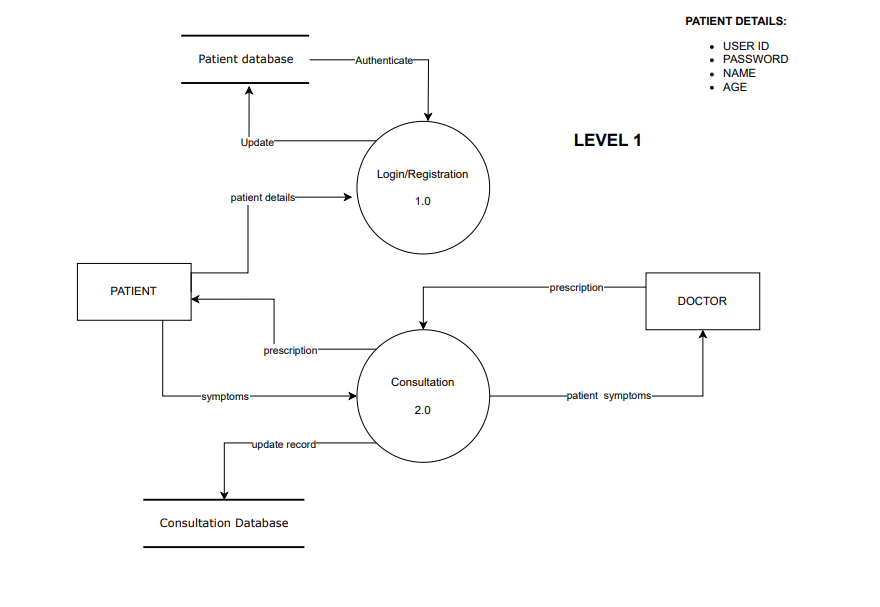 PATIENT DETAILS:
USER ID
PASSWORD
NAME
AGE
Patient database
Authenticate
Update
LEVEL 1
Login/Registration
1.0
patient details
PATIENT
prescription
DOCTOR
prescription
Consultation
2.0
symptoms
patient symptoms
update record
Consultation Database